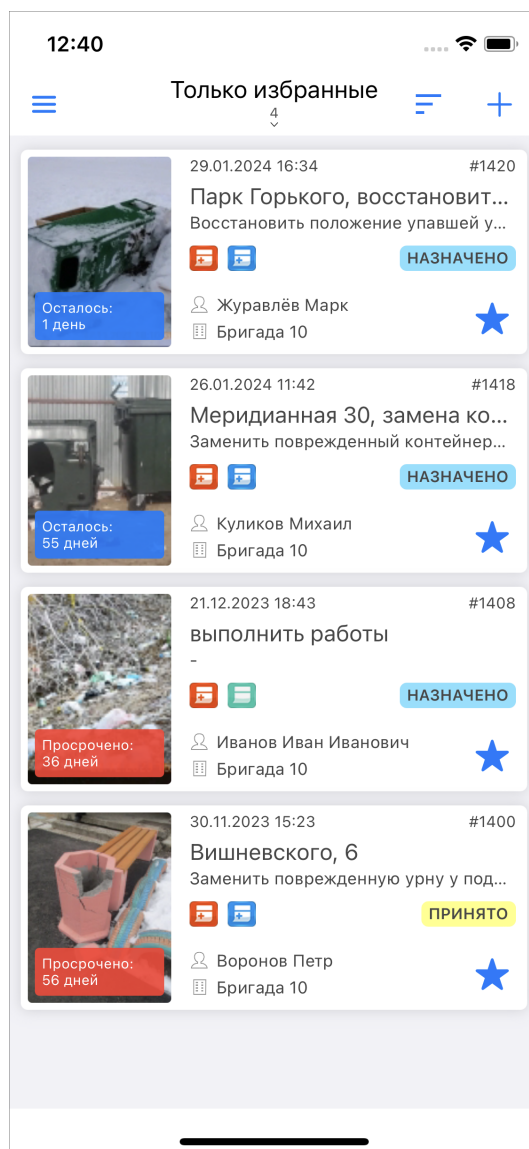 12:40
Только избранные
4
29.01.2024 16:34
#1420
Парк Горького, восстановит...
Восстановить положение упавшей у...
НАЗНАЧЕНО
Осталось:
1 день
Журавлёв Марк
Бригада 10
26.01.2024 11:42
#1418
Меридианная 30, замена ко...
Заменить поврежденный контейнер...
НАЗНАЧЕНО
Осталось:
55 дней
Куликов Михаил
Бригада 10
21.12.2023 18:43
#1408
выполнить работы
-
НАЗНАЧЕНО
Просрочено:
36 дней
Иванов Иван Иванович
Бригада 10
30.11.2023 15:23
#1400
Вишневского, 6
Заменить поврежденную урну у под...
ПРИНЯТО
Просрочено:
56 дней
Воронов Петр
Бригада 10